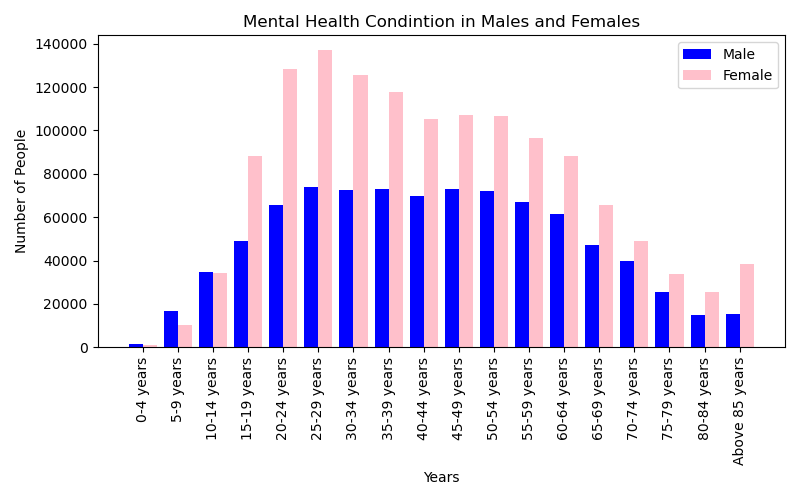 Mental Health Condintion in Males and Females
Male
Female
Number of People
140000
120000
100000
80000
60000
40000
20000
0
0-4 years
5-9 years
10-14 years
15-19 years
20-24 years
25-29 years
30-34 years
35-39 years
40-44 years
45-49 years
50-54 years
55-59 years
60-64 years
65-69 years
70-74 years
75-79 years
80-84 years
Above 85 years
Years